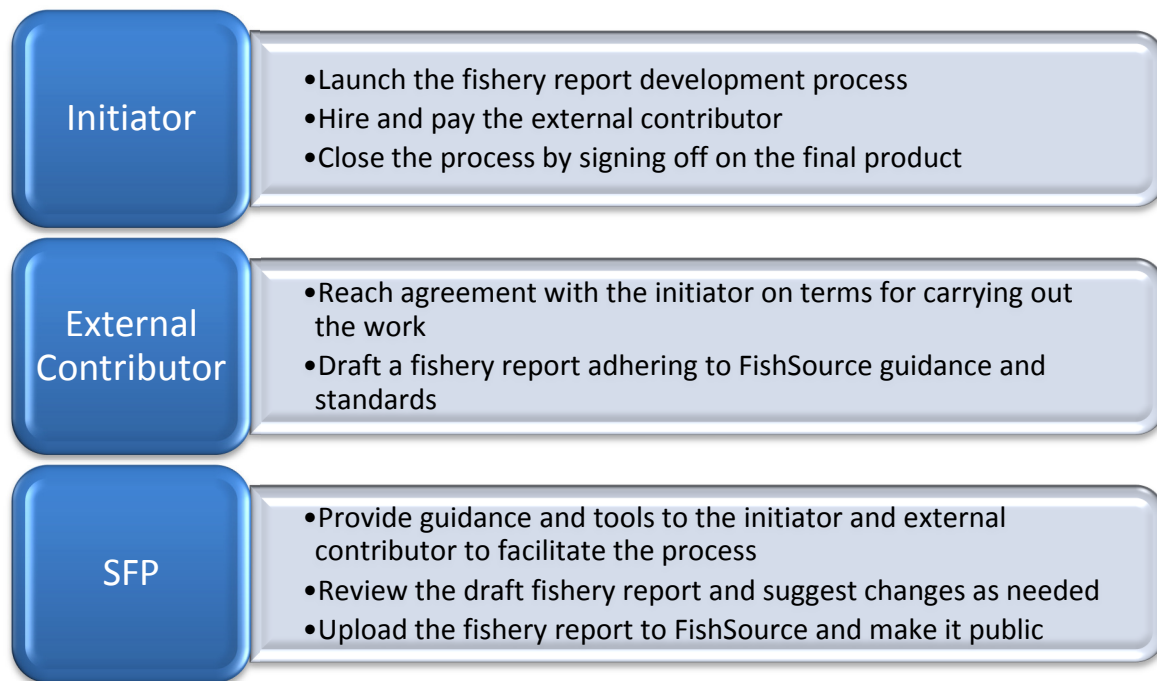 Initiator
•Launch the fishery report development process
•Hire and pay the external contributor
•Close the process by signing off on the final product
External
Contributor
•Reach agreement with the initiator on terms for carrying out
the work
•Draft a fishery report adhering to FishSource guidance and
standards
SFP
•Provide guidance and tools to the initiator and external
contributor to facilitate the process
•Review the draft fishery report and suggest changes as needed
•Upload the fishery report to FishSource and make it public